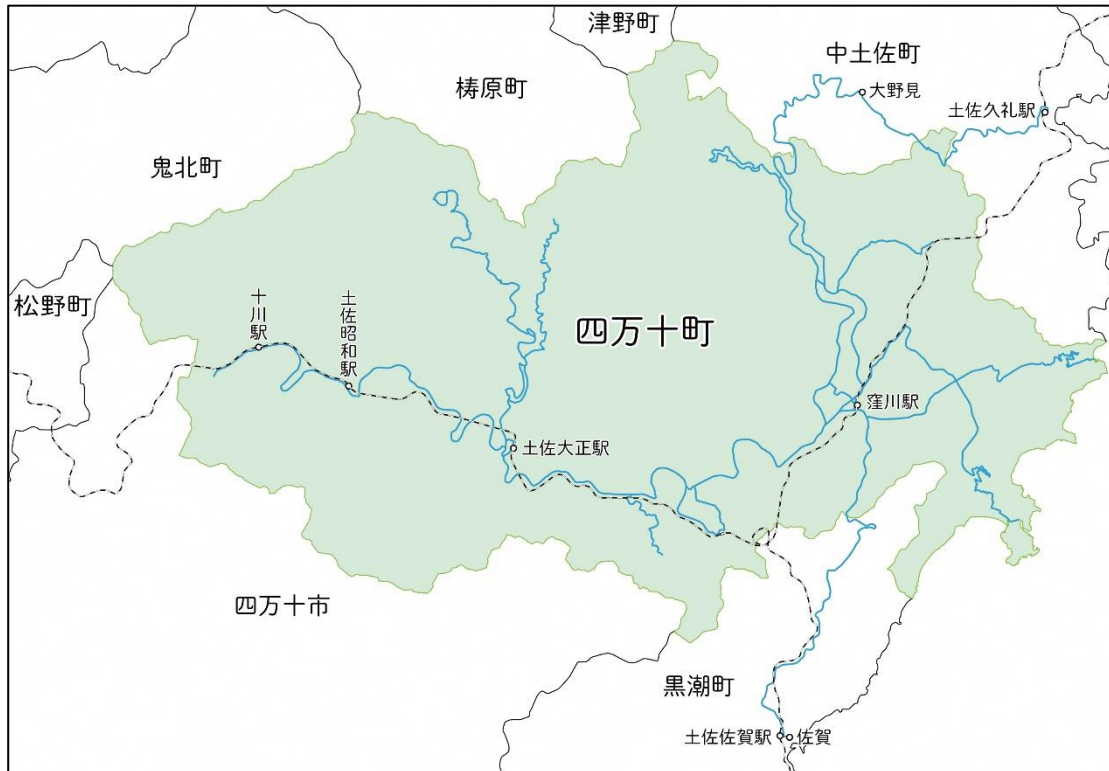 津野町
中土佐町
大野見
土佐久礼駅
梼原町
鬼北町
松野町
十川駅
土佐昭和駅
四万十町
窪川駅
土佐大正駅
四万十市
黒潮町
土佐佐賀駅
佐賀